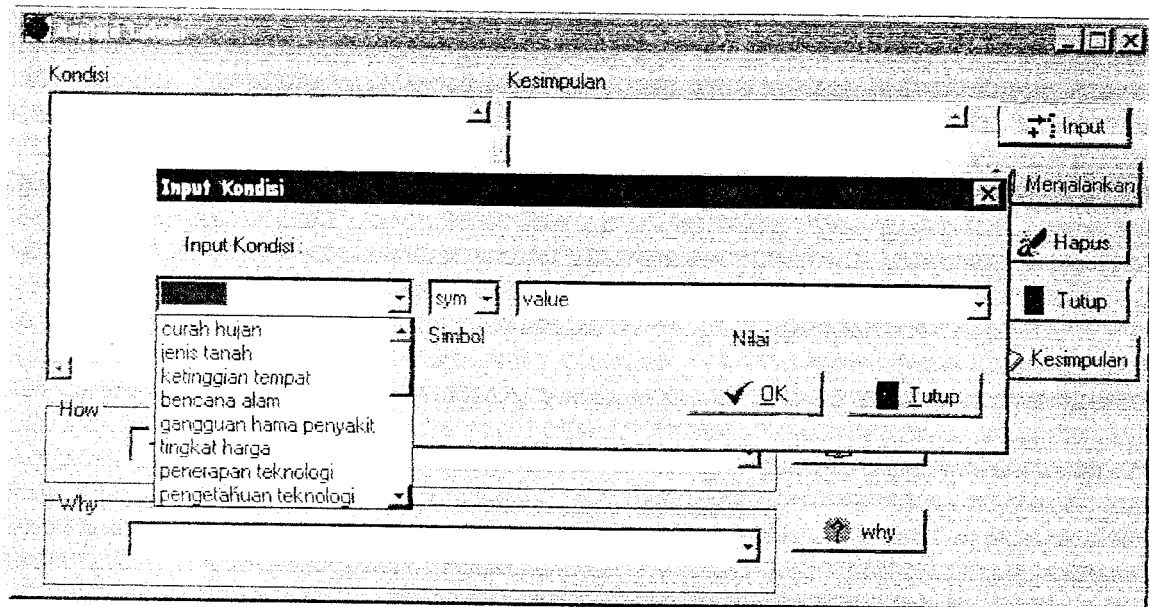 Kondisi
Kesimpulan
Input
Menjalankan
Input Kondisi
Input Kondisi :
Hapus
sym
value
Tutup
curah hujan
Simbol
Nilai
jenis tanah
Kesimpulan
ketinggian tempat
OK
Tutup
bencana alam
How
gangguan hama penyakit
tingkat harga
penerapan teknologi
pengetahuan teknologi
Why
why